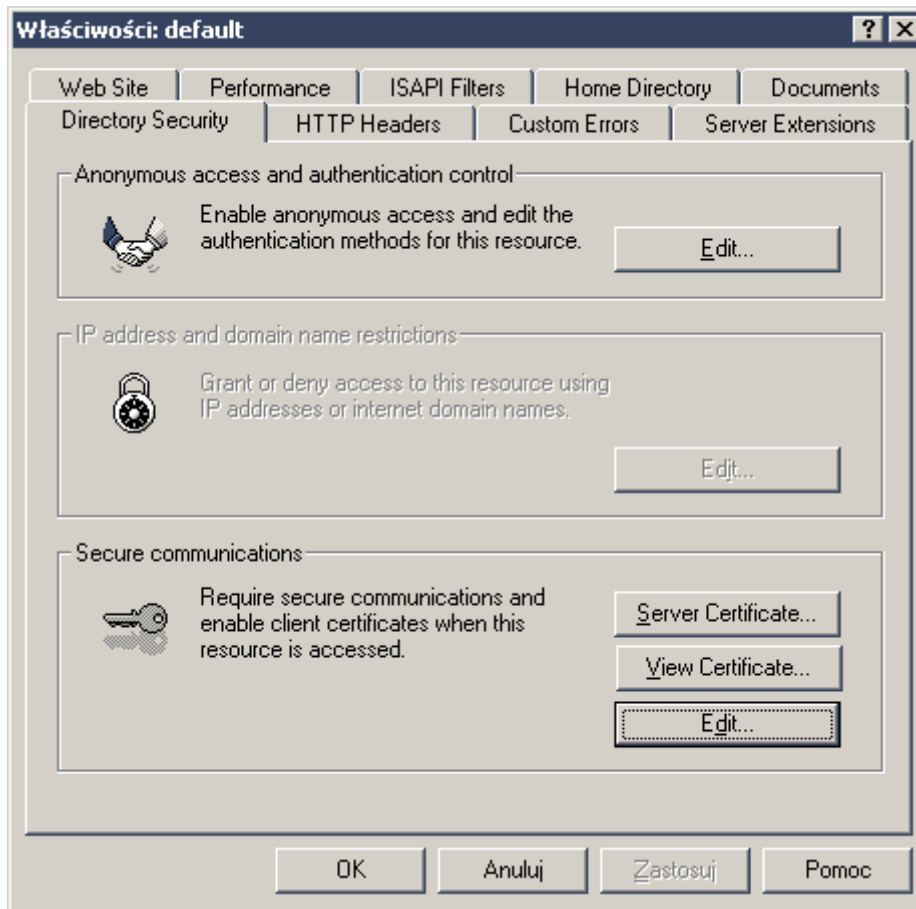 Właściwości: default
Web Site Performance ISAPI Filters Home Directory Documents
Directory Security HTTP Headers Custom Errors Server Extensions
Anonymous access and authentication control
Enable anonymous access and edit the
authentication methods for this resource.
Edit...
IP address and domain name restrictions
Grant or deny access to this resource using
IP addresses or internet domain names.
Edit...
Secure communications
Require secure communications and
enable client certificates when this
resource is accessed.
Server Certificate...
View Certificate...
Edit...
OK Anuluj Zastosuj Pomoc